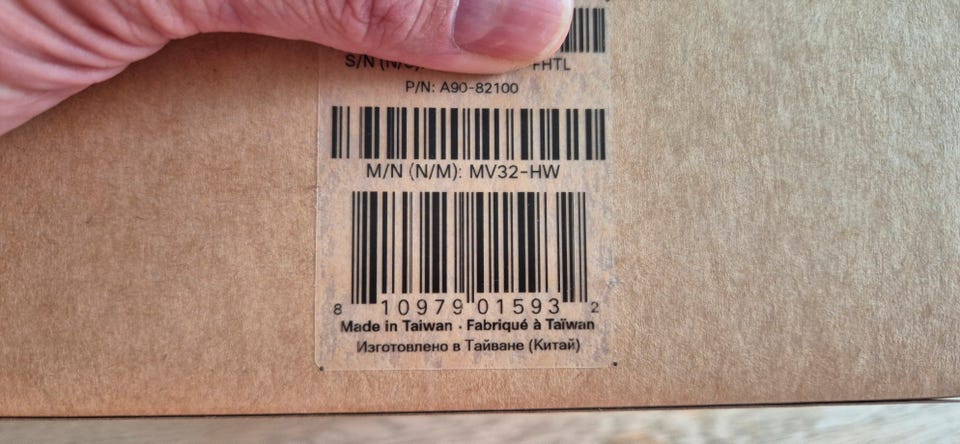 S/N (N/S): FHTL
P/N: A90-82100
M/N (N/M): MV32-HW
8 10979 01593 2
Made in Taiwan · Fabriqué à Taïwan
Изготовлено в Тайване (Китай)